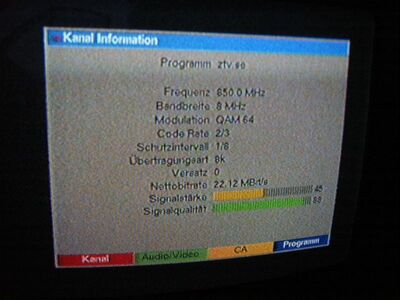 Kanal Information
Programm ztv.se
Frequenz 850.0 MHz
Bandbreite 8 MHz
Modulation QAM 64
Code Rate 2/3
Schutzintervall 1/8
Übertragungsart 8k
Versatz 0
Nettobitrate 22.12 MBit/s
Signalstärke 45
Signalqualität 88
Kanal Audio/Video CA Programm